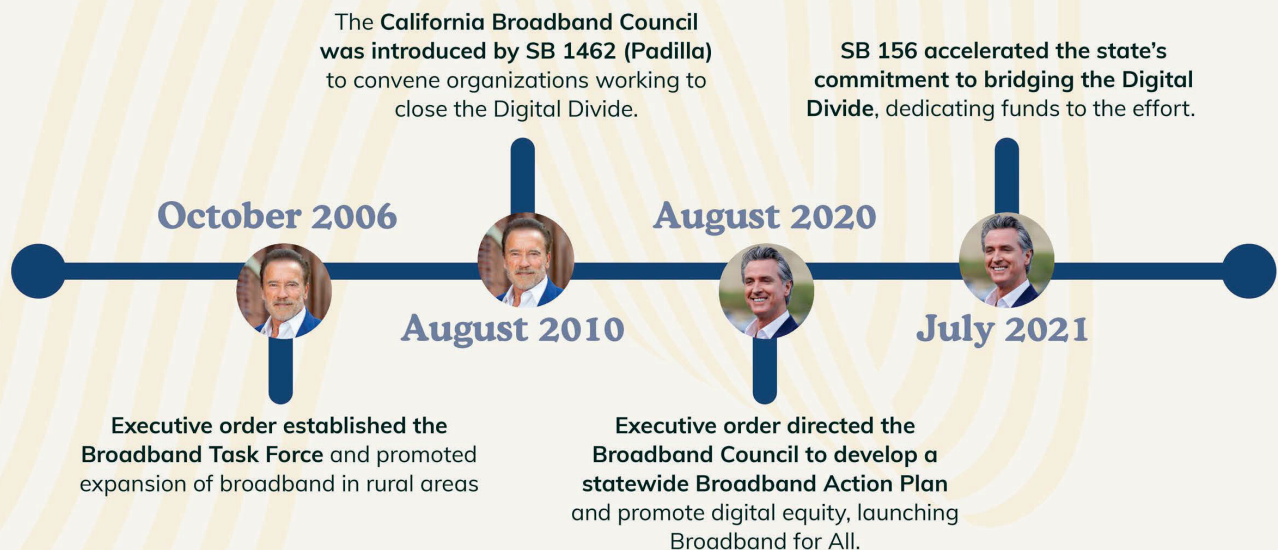 The California Broadband Council
was introduced by SB 1462 (Padilla)
to convene organizations working to
close the Digital Divide.
SB 156 accelerated the state's
commitment to bridging the Digital
Divide, dedicating funds to the effort.
October 2006
August 2020
August 2010
July 2021
Executive order established the
Broadband Task Force and promoted
expansion of broadband in rural areas
Executive order directed the
Broadband Council to develop a
statewide Broadband Action Plan
and promote digital equity, launching
Broadband for All.